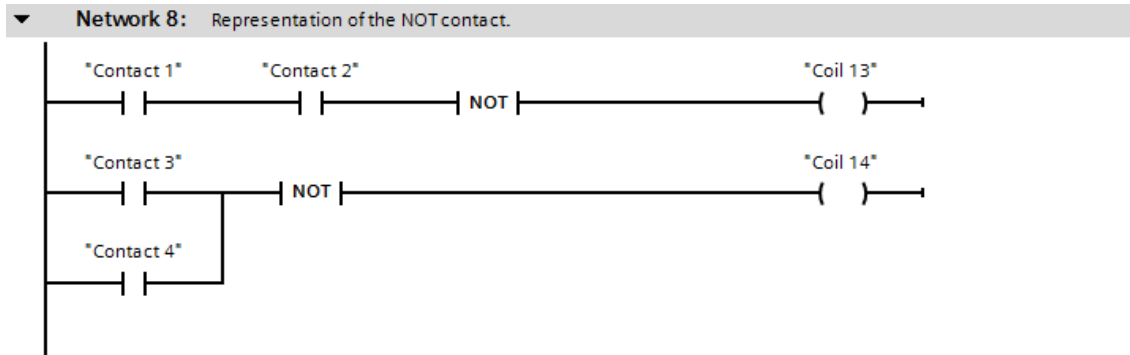 Network 8: Representation of the NOT contact.
"Contact 1" "Contact 2" "Coil 13"
NOT
"Contact 3" "Coil 14"
NOT
"Contact 4"